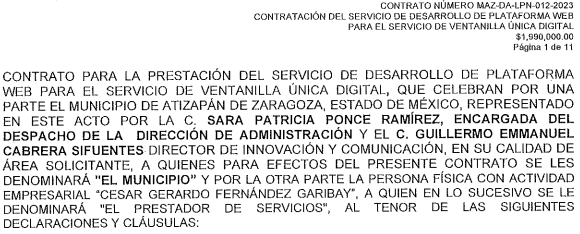 CONTRATO NÚMERO MAZ-DA-LPN-012-2023
CONTRATACIÓN DEL SERVICIO DE DESARROLLO DE PLATAFORMA WEB
PARA EL SERVICIO DE VENTANILLA ÚNICA DIGITAL
$1,990,000.00
Página 1 de 11
CONTRATO PARA LA PRESTACIÓN DEL SERVICIO DE DESARROLLO DE PLATAFORMA
WEB PARA EL SERVICIO DE VENTANILLA ÚNICA DIGITAL, QUE CELEBRAN POR UNA
PARTE EL MUNICIPIO DE ATIZAPÁN DE ZARAGOZA, ESTADO DE MÉXICO, REPRESENTADO
EN ESTE ACTO POR LA C. SARA PATRICIA PONCE RAMÍREZ, ENCARGADA DEL
DESPACHO DE LA DIRECCIÓN DE ADMINISTRACIÓN Y EL C. GUILLERMO EMMANUEL
CABRERA SIFUENTES DIRECTOR DE INNOVACIÓN Y COMUNICACIÓN, EN SU CALIDAD DE
ÁREA SOLICITANTE, A QUIENES PARA EFECTOS DEL PRESENTE CONTRATO SE LES
DENOMINARÁ "EL MUNICIPIO" Y POR LA OTRA PARTE LA PERSONA FÍSICA CON ACTIVIDAD
EMPRESARIAL "CESAR GERARDO FERNÁNDEZ GARIBAY", A QUIEN EN LO SUCESIVO SE LE
DENOMINARÁ "EL PRESTADOR DE SERVICIOS", AL TENOR DE LAS SIGUIENTES
DECLARACIONES Y CLÁUSULAS: